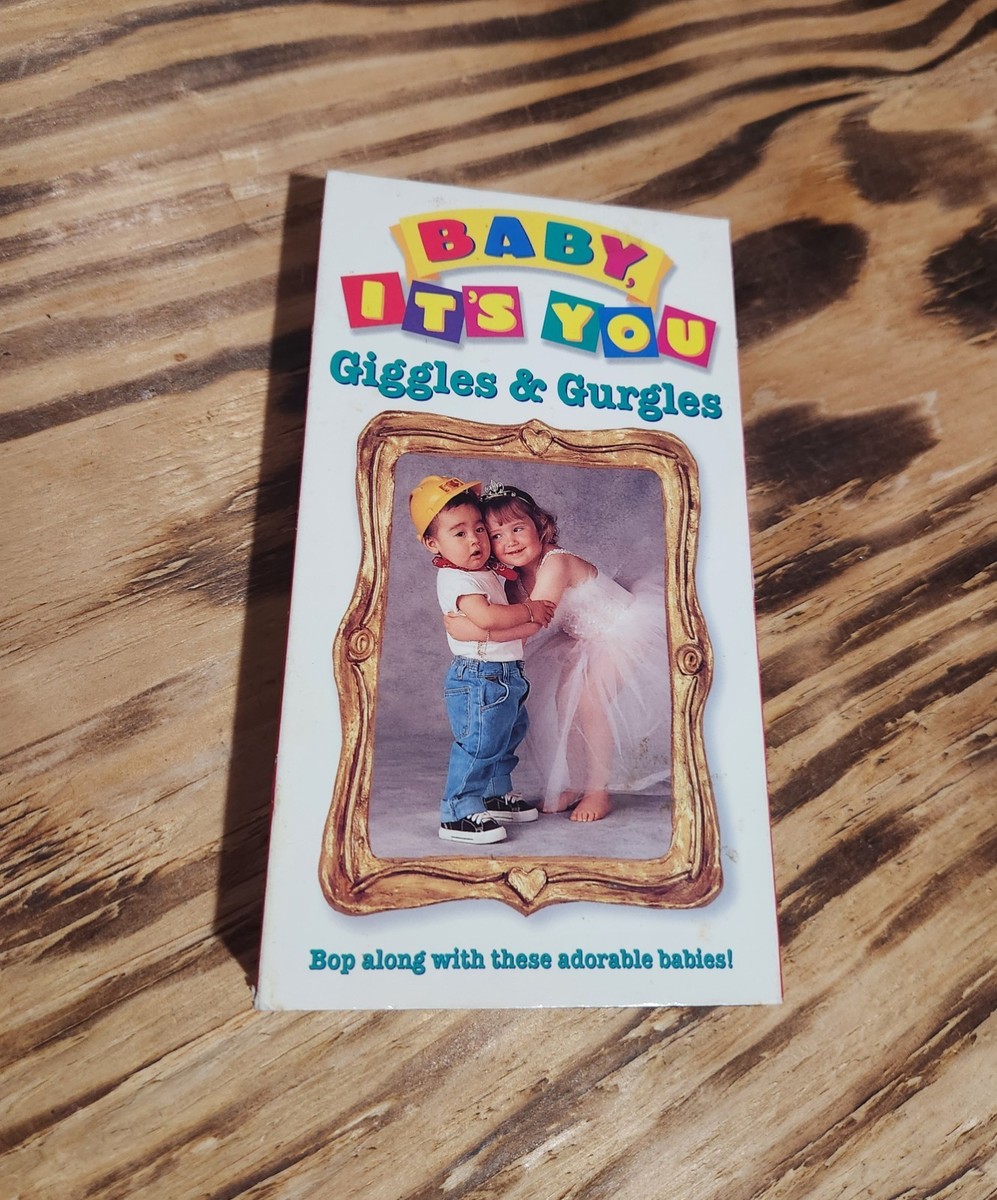 BABY,
IT'S YOU
Giggles & Gurgles
Bop along with these adorable babies!